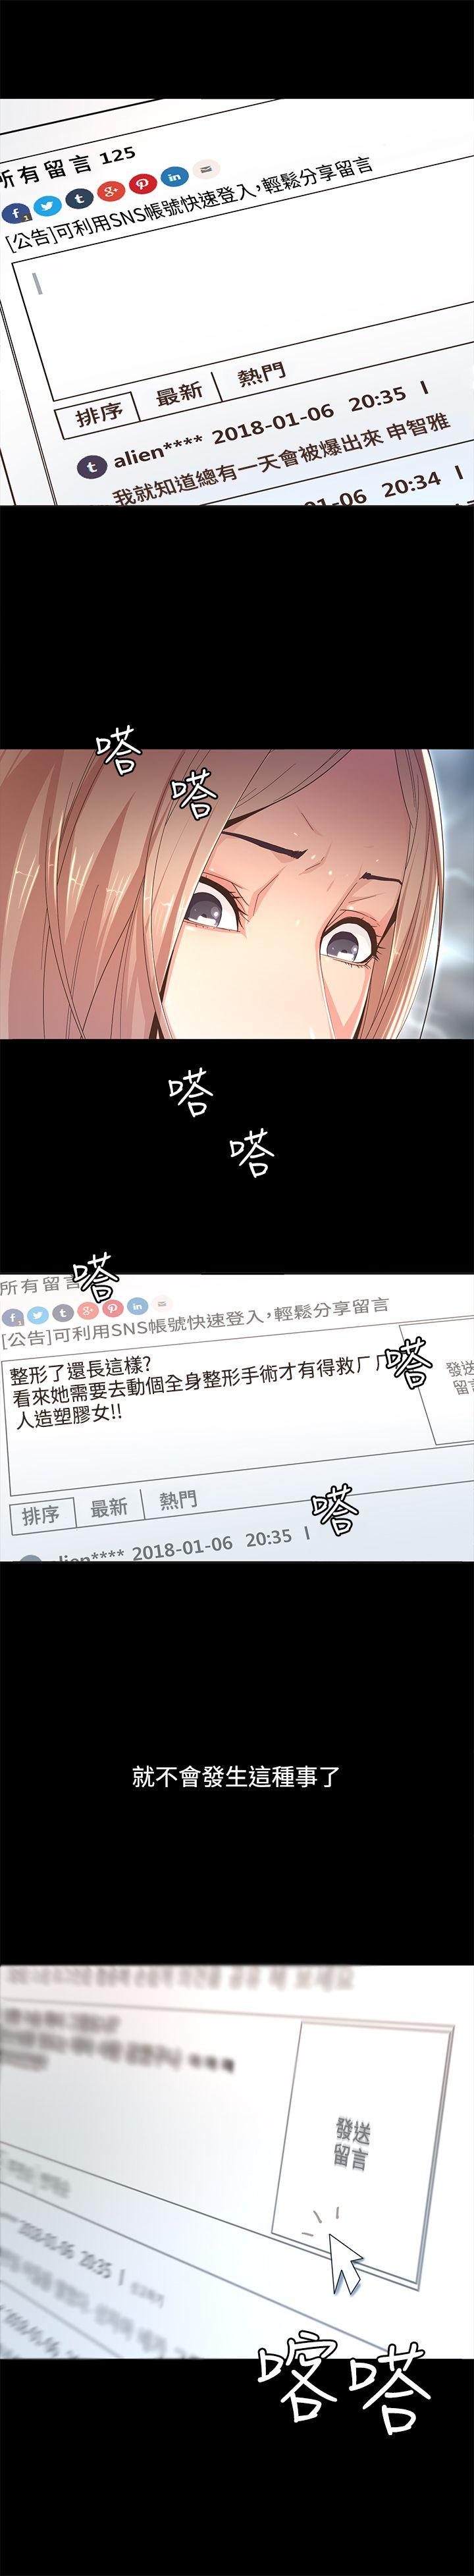 所有留言 125
[公告]可利用SNS帳號快速登入,輕鬆分享留言
排序 最新 熱門
alien**** 2018-01-06 20:35 |
我就知道總有一天會被爆出來 申智雅
-01-06 20:34 |
嗒
嗒
嗒
嗒
所有留言
嗒
[公告]可利用SNS帳號快速登入,輕鬆分享留言
整形了還長這樣?
看來她需要去動個全身整形手術才有得救ㄏㄏ
人造塑膠女!!
嗒
發送
留言
排序 最新 熱門
嗒
alien**** 2018-01-06 20:35 |
就不會發生這種事了
發送
留言
2018-01-06 20:35 |
喀嗒